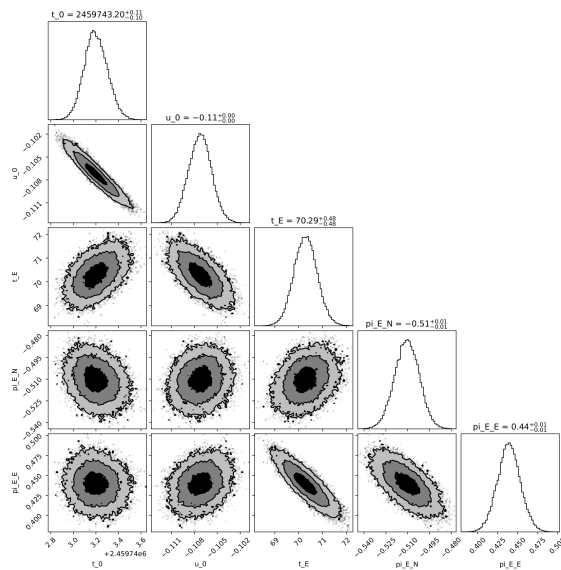 t_0 = 2459743.20+0.11−0.10
u_0 = −0.11+0.00−0.00
−0.102
−0.105
−0.108
−0.111
u_0
t_E = 70.29+0.48−0.48
72
71
70
69
t_E
pi_E_N = −0.51+0.01−0.01
−0.480
−0.495
−0.510
−0.525
−0.540
pi_E_N
pi_E_E = 0.44+0.01−0.01
0.500
0.475
0.450
0.425
0.400
pi_E_E
2.8 3.0 3.2 3.4 3.6 −0.111 −0.108 −0.105 −0.102 69 70 71 72 −0.540 −0.525 −0.510 −0.495 −0.480 0.400 0.425 0.450 0.475 0.500
+2.45974e6
t_0 u_0 t_E pi_E_N pi_E_E